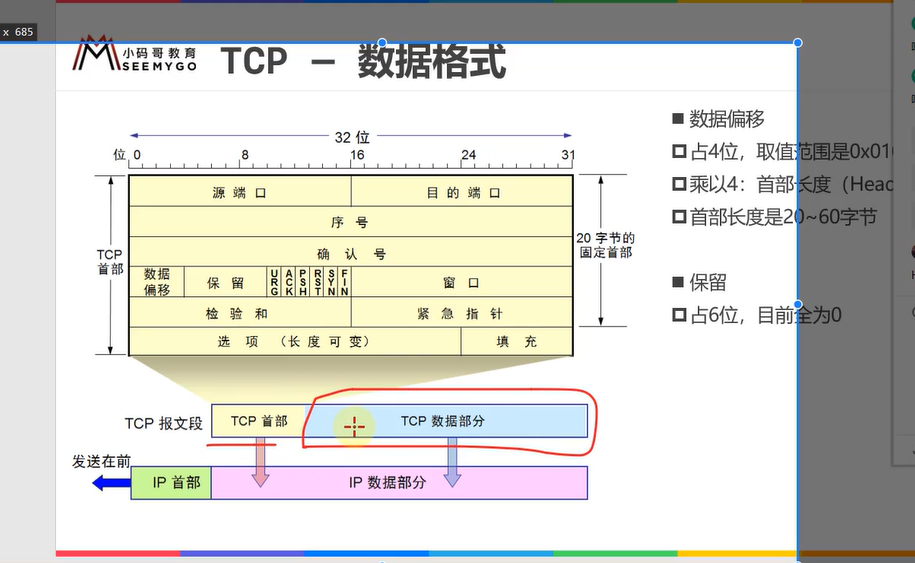 x 685
小码哥教育
SEEMYGO
TCP - 数据格式
32 位
位 0 8 16 24 31
源端口 目的端口
序号
确认号
TCP 首部
20 字节的固定首部
数据偏移 保留 URG ACK PSH RST SYN FIN 窗口
检验和 紧急指针
选项 (长度可变) 填充
TCP 报文段 TCP 首部 TCP 数据部分
发送在前
IP 首部 IP 数据部分
数据偏移
占4位，取值范围是0x01
乘以4：首部长度（Head
首部长度是20~60字节
保留
占6位，目前全为0